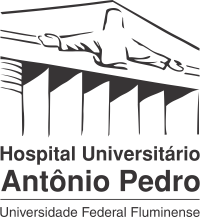 Hospital Universitário
Antônio Pedro
Universidade Federal Fluminense